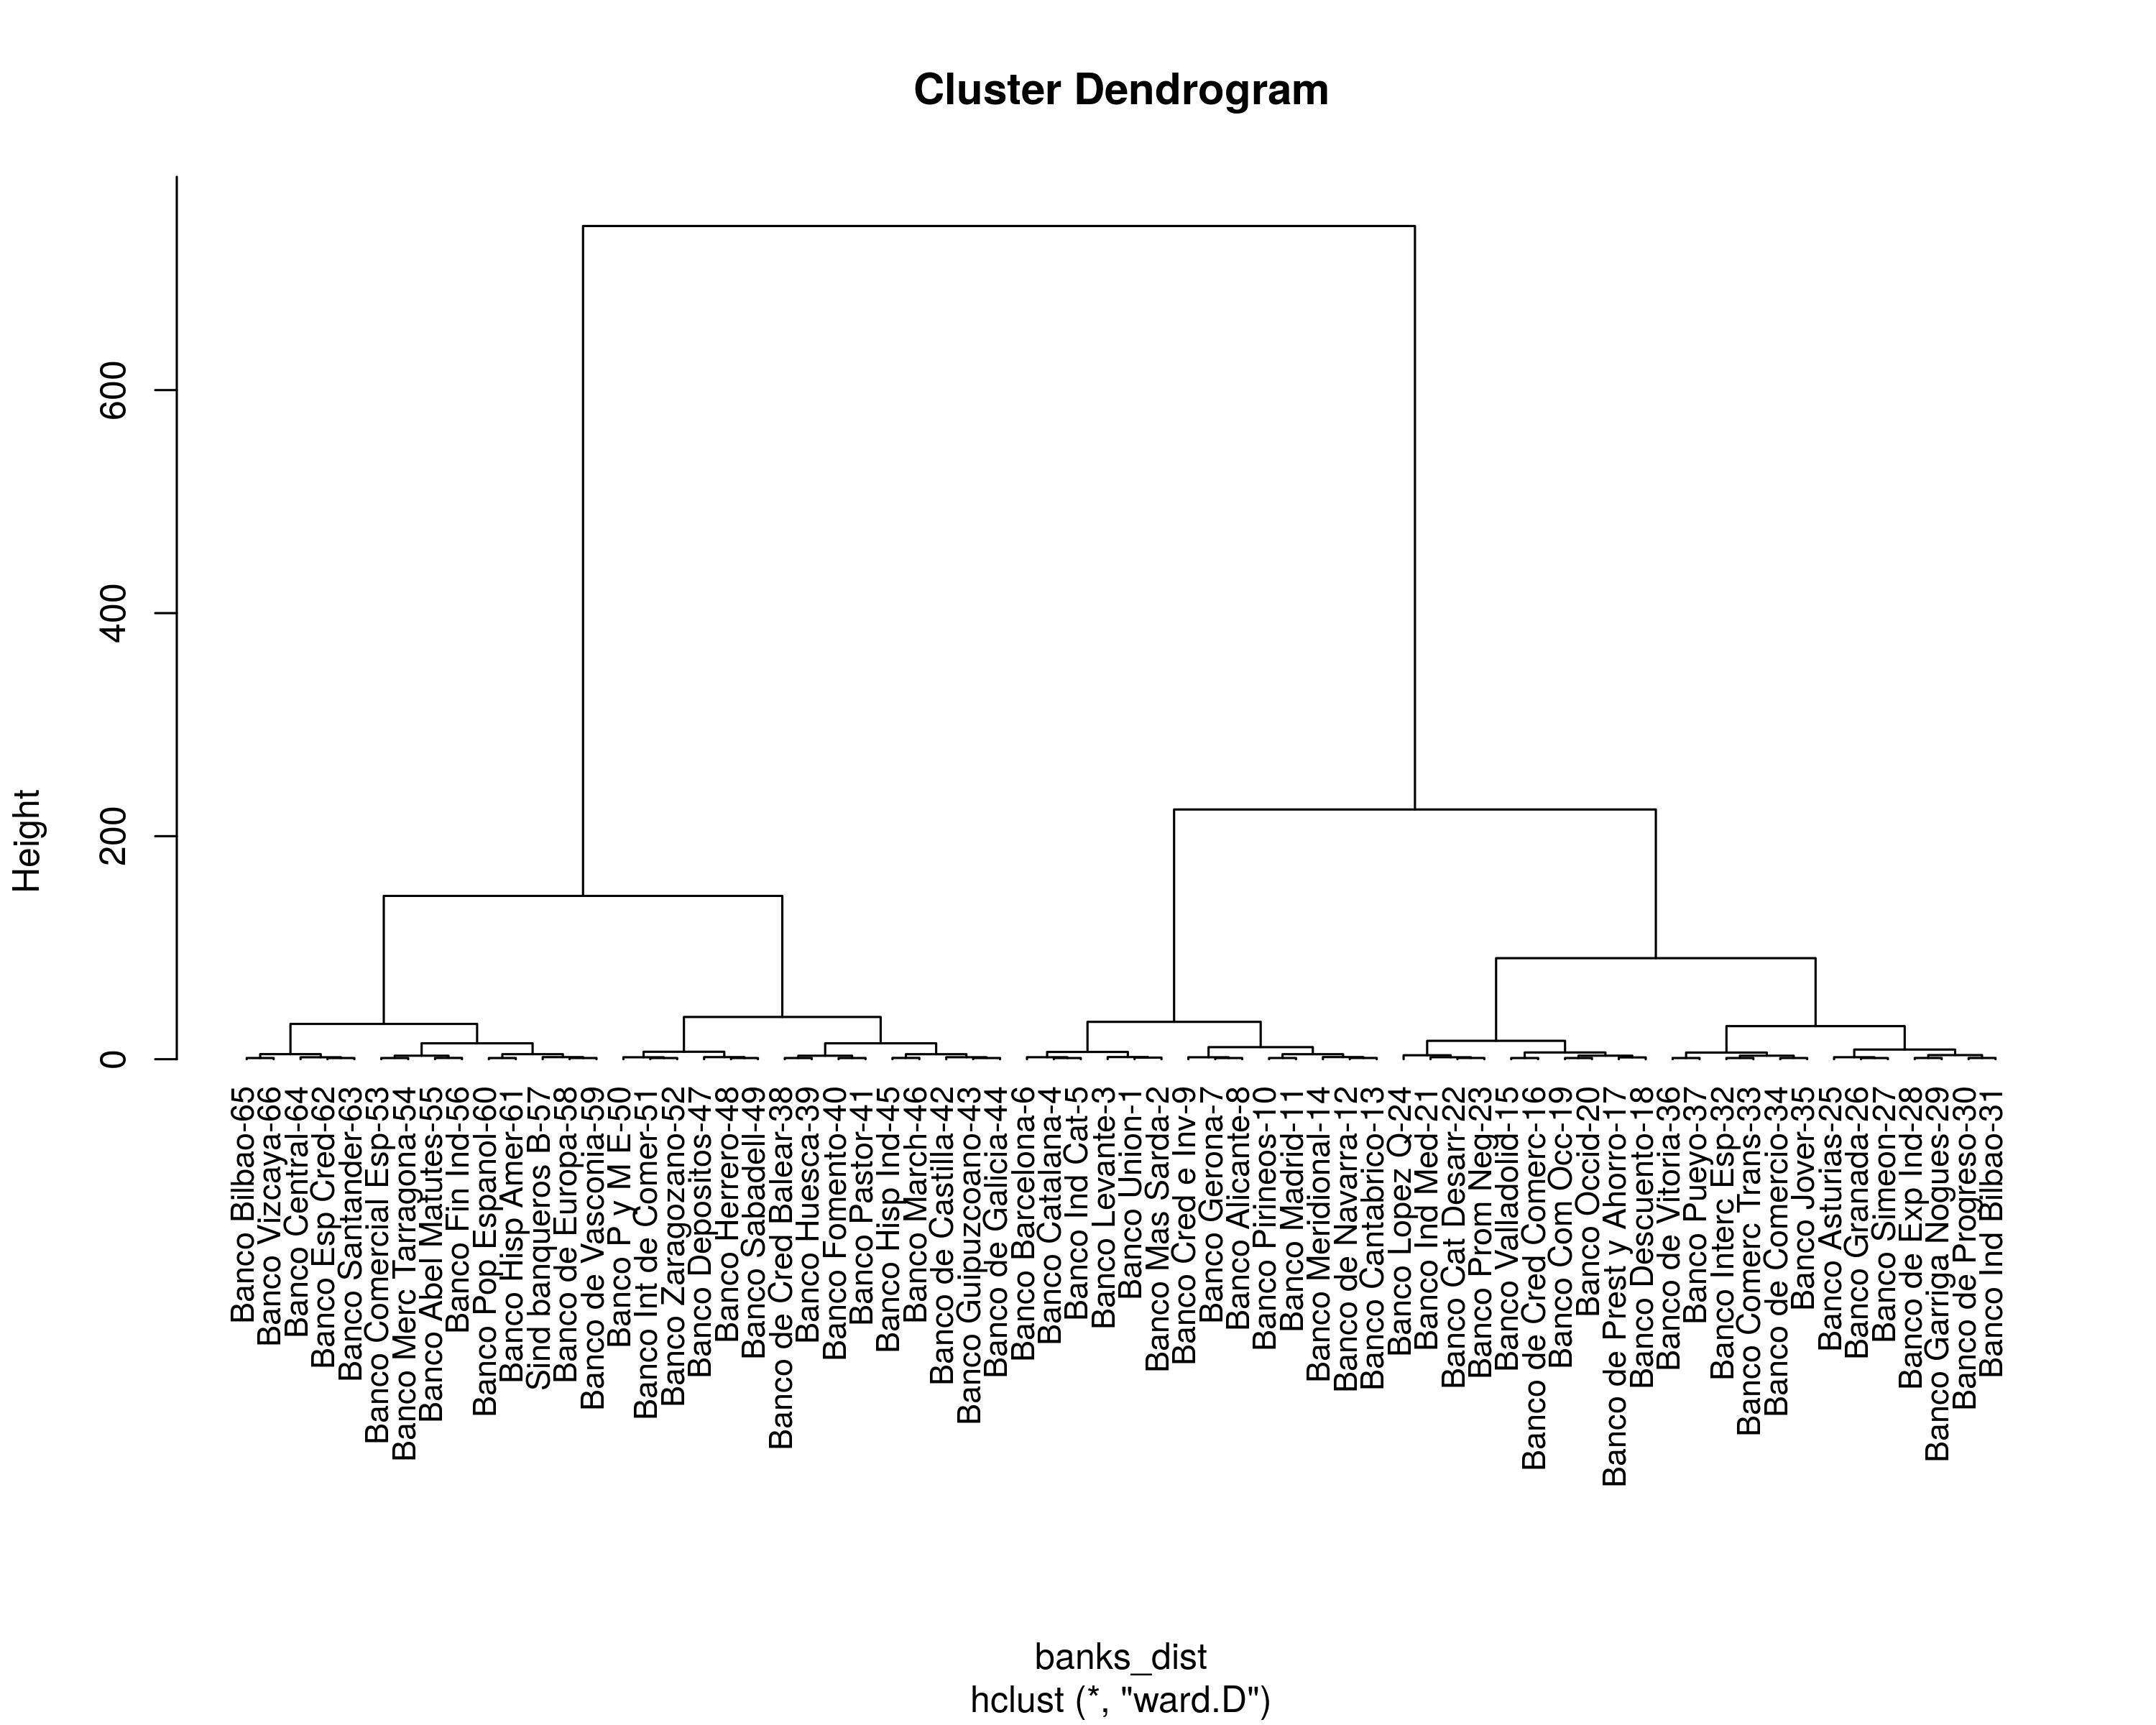 Cluster Dendrogram
Height
0
200
400
600
Banco Bilbao-65
Banco Vizcaya-66
Banco Central-64
Banco Esp Cred-62
Banco Santander-63
Banco Comercial Esp-53
Banco Merc Tarragona-54
Banco Abel Matutes-55
Banco Fin Ind-56
Banco Pop Espanol-60
Banco Hisp Amer-61
Sind banqueros B-57
Banco de Europa-58
Banco de Vasconia-59
Banco P y M E-50
Banco Int de Comer-51
Banco Zaragozano-52
Banco Depositos-47
Banco Herrero-48
Banco Sabadell-49
Banco de Cred Balear-38
Banco Huesca-39
Banco Fomento-40
Banco Pastor-41
Banco Hisp Ind-45
Banco March-46
Banco de Castilla-42
Banco Guipuzcoano-43
Banco de Galicia-44
Banco Barcelona-6
Banco Catalana-4
Banco Ind Cat-5
Banco Levante-3
Banco Union-1
Banco Mas Sarda-2
Banco Cred e Inv-9
Banco Gerona-7
Banco Alicante-8
Banco Pirineos-10
Banco Madrid-11
Banco Meridional-14
Banco de Navarra-12
Banco Cantabrico-13
Banco Lopez Q-24
Banco Ind Med-21
Banco Cat Desarr-22
Banco Prom Neg-23
Banco Valladolid-15
Banco de Cred Comerc-16
Banco Com Occ-19
Banco Occid-20
Banco de Prest y Ahorro-17
Banco Descuento-18
Banco de Vitoria-36
Banco Pueyo-37
Banco Interc Esp-32
Banco Comerc Trans-33
Banco de Comercio-34
Banco Jover-35
Banco Asturias-25
Banco Granada-26
Banco Simeon-27
Banco de Exp Ind-28
Banco Garriga Nogues-29
Banco de Progreso-30
Banco Ind Bilbao-31
banks_dist
hclust (*, "ward.D")